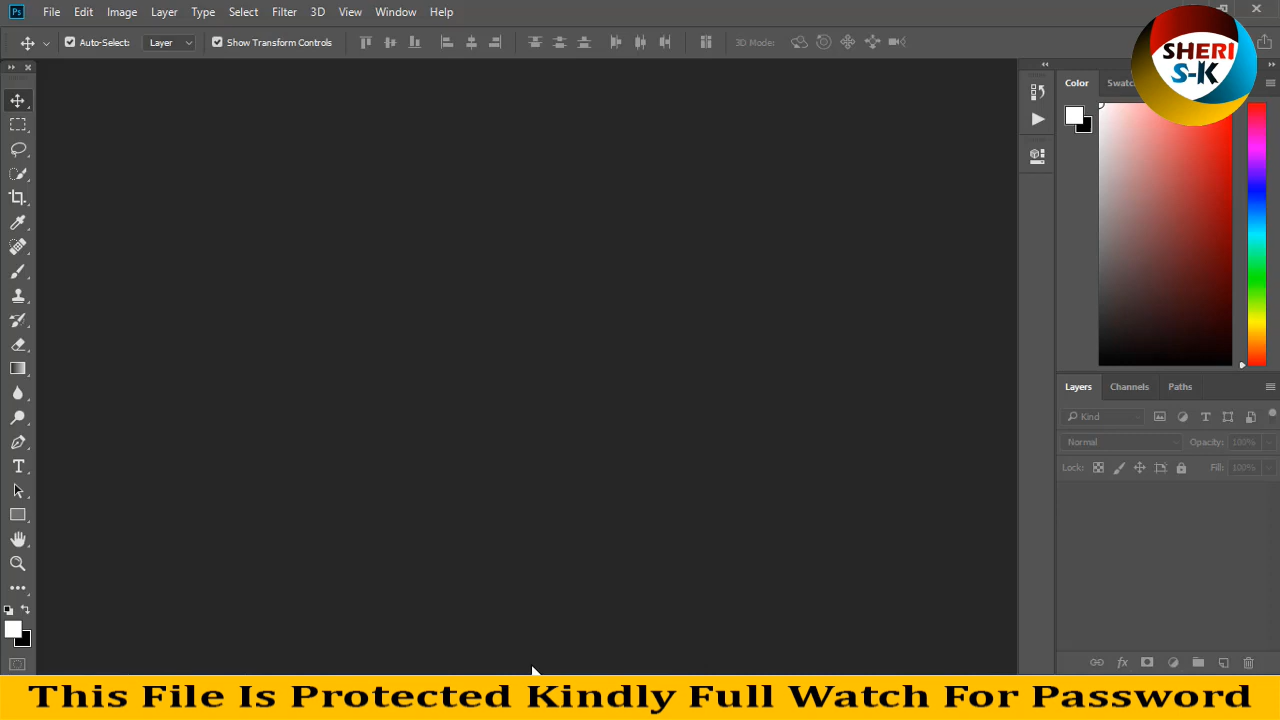 Ps File Edit Image Layer Type Select Filter 3D View Window Help
Auto-Select: Layer Show Transform Controls 3D Mode:
SHERI
S-K
Color
Layers Channels Paths
Kind
Normal Opacity: 100%
Lock: Fill: 100%
fx
This File Is Protected Kindly Full Watch For Password